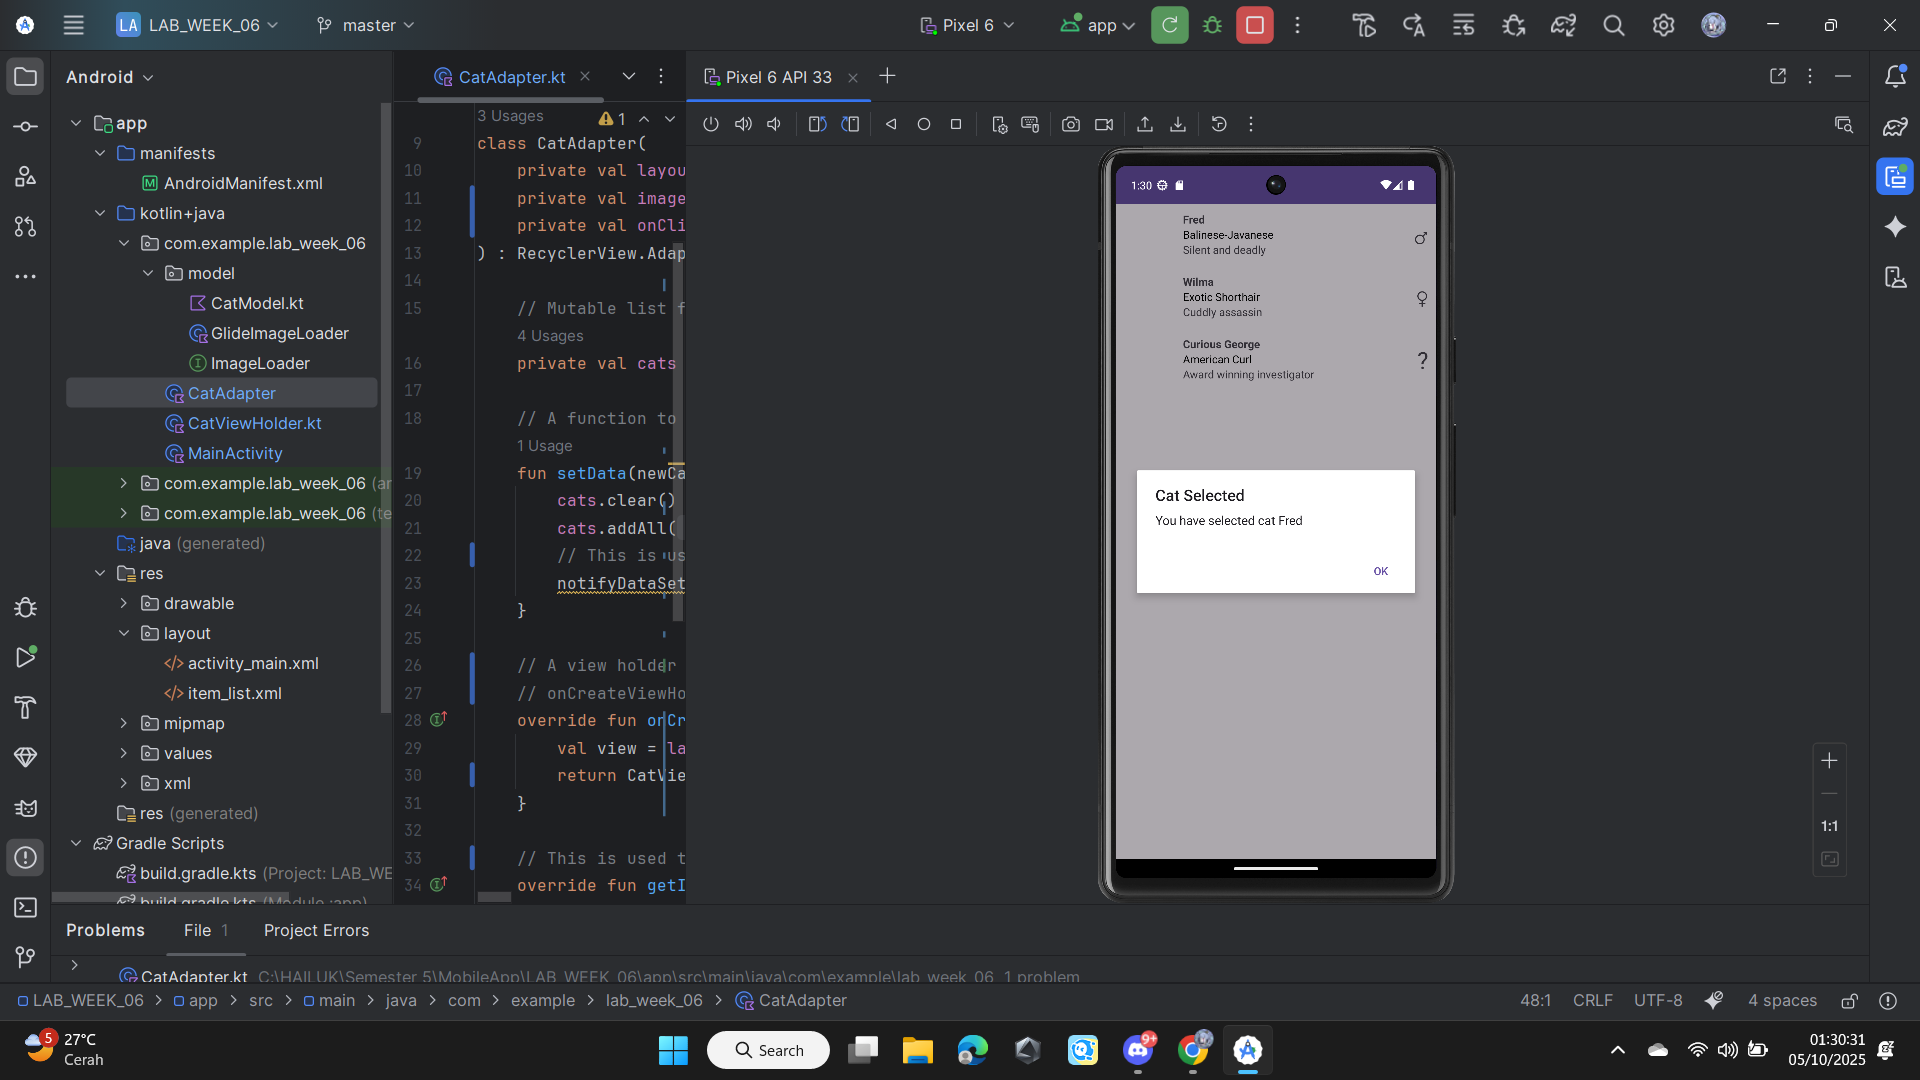 LA LAB_WEEK_06
master
Pixel 6
app
Android
CatAdapter.kt
Pixel 6 API 33
app
manifests
AndroidManifest.xml
kotlin+java
com.example.lab_week_06
model
CatModel.kt
GlideImageLoader
ImageLoader
CatAdapter
CatViewHolder.kt
MainActivity
com.example.lab_week_06 (ar
com.example.lab_week_06 (te
java (generated)
res
drawable
layout
activity_main.xml
item_list.xml
mipmap
values
xml
res (generated)
Gradle Scripts
build.gradle.kts (Project: LAB_WE
build.gradle.kts (Module :app)
3 Usages
1
9 class CatAdapter(
10 private val layou
11 private val image
12 private val onCli
13 ) : RecyclerView.Adap
14
15 // Mutable list f
4 Usages
16 private val cats
17
18 // A function to
1 Usage
19 fun setData(newCa
20 cats.clear()
21 cats.addAll(
22 // This is us
23 notifyDataSet
24 }
25
26 // A view holder
27 // onCreateViewHo
28 override fun onCr
29 val view = la
30 return CatVie
31 }
32
33 // This is used t
34 override fun getI
1:30
Fred
Balinese-Javanese
Silent and deadly
Wilma
Exotic Shorthair
Cuddly assassin
Curious George
American Curl
Award winning investigator
?
Cat Selected
You have selected cat Fred
OK
1:1
Problems
File 1
Project Errors
CatAdapter.kt C:\HAILUK\Semester 5\MobileApp\LAB_WEEK_06\app\src\main\java\com\example\lab_week_06 1 problem
LAB_WEEK_06 > app > src > main > java > com > example > lab_week_06 > CatAdapter
48:1 CRLF UTF-8 4 spaces
5
27°C
Cerah
Search
9+
01:30:31
05/10/2025